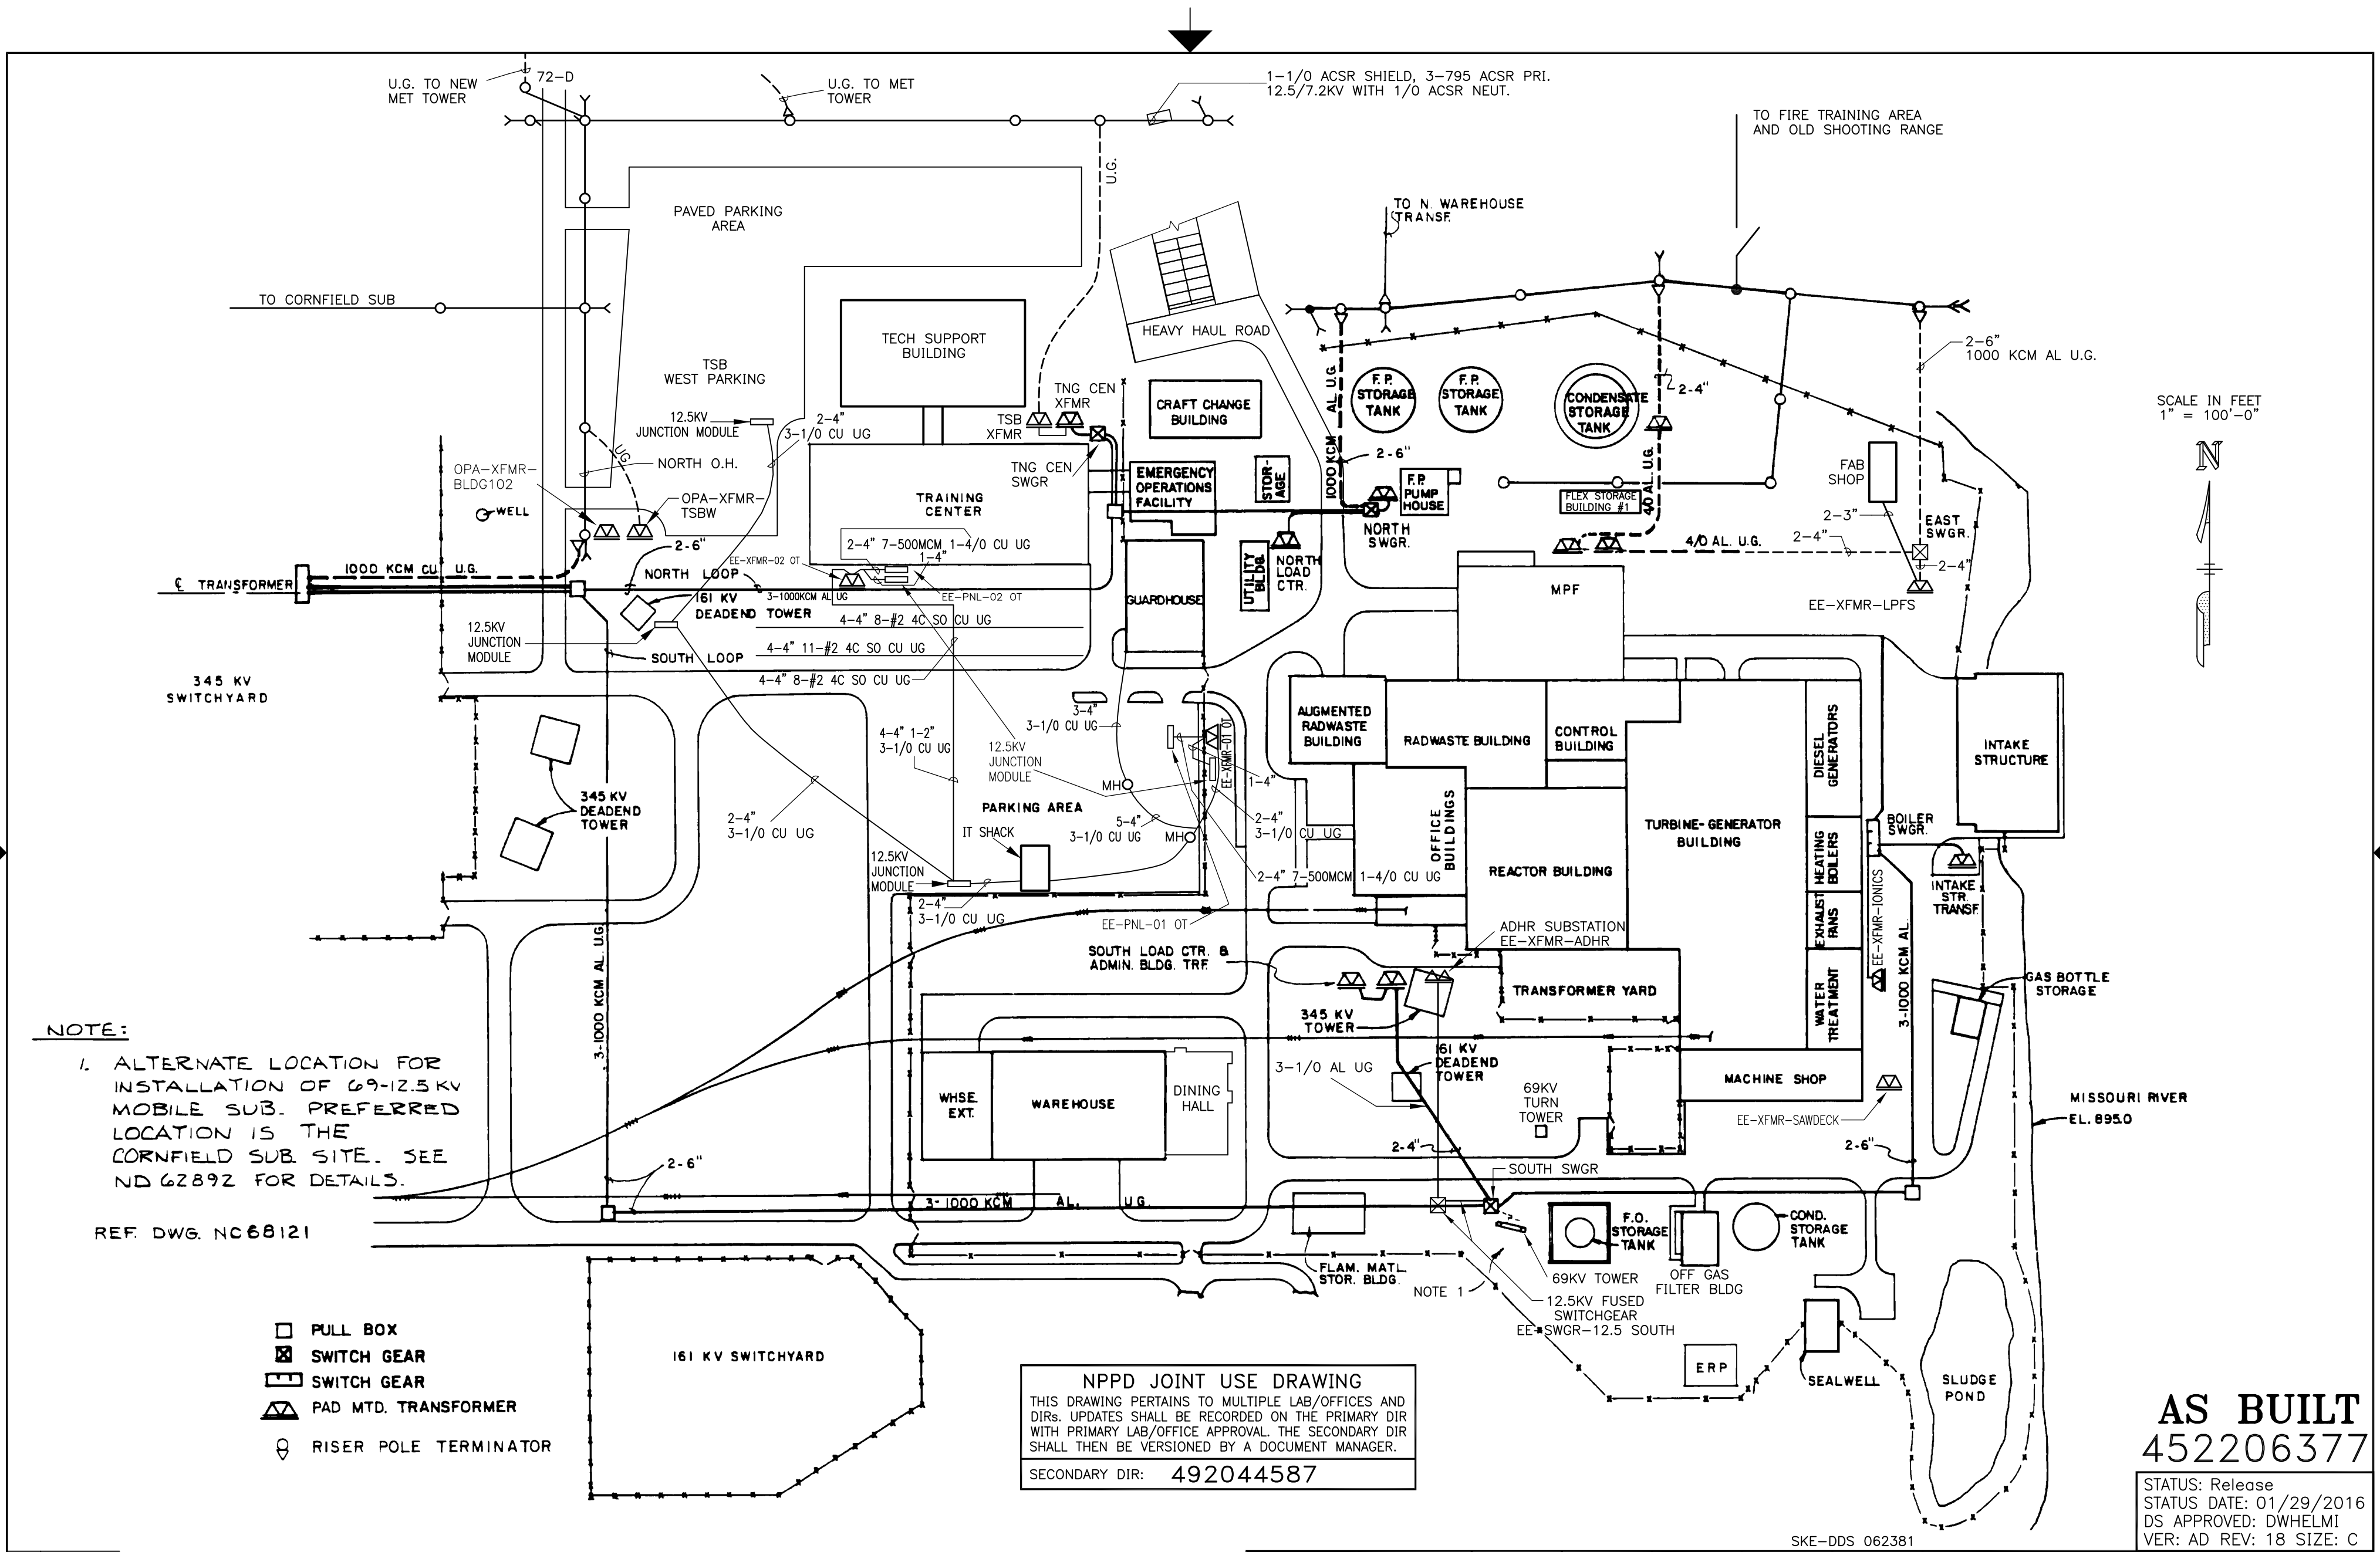 U.G. TO NEW
MET TOWER
72-D
U.G. TO MET
TOWER
1-1/0 ACSR SHIELD, 3-795 ACSR PRI.
12.5/7.2KV WITH 1/0 ACSR NEUT.
TO FIRE TRAINING AREA
AND OLD SHOOTING RANGE
U.G.
PAVED PARKING
AREA
TO N. WAREHOUSE
TRANSF.
TO CORNFIELD SUB
HEAVY HAUL ROAD
TECH SUPPORT
BUILDING
2-6"
1000 KCM AL U.G.
SCALE IN FEET
1" = 100'-0"
N
TSB
WEST PARKING
TNG CEN
XFMR
TSB
XFMR
CRAFT CHANGE
BUILDING
F.P.
STORAGE
TANK
F.P.
STORAGE
TANK
CONDENSATE
STORAGE
TANK
2-4"
1000 KCM AL U.G.
12.5KV
JUNCTION MODULE
2-4"
3-1/0 CU UG
UG
NORTH O.H.
OPA-XFMR-
BLDG102
OPA-XFMR-
TSBW
WELL
TNG CEN
SWGR
TRAINING
CENTER
EMERGENCY
OPERATIONS
FACILITY
STOR-
AGE
2-6"
F.P.
PUMP
HOUSE
NORTH
SWGR.
4/0 AL. U.G.
FLEX STORAGE
BUILDING #1
FAB
SHOP
2-3"
EAST
SWGR.
2-4"
4/0 AL. U.G.
2-4"
EE-XFMR-LPFS
2-6"
2-4" 7-500MCM 1-4/0 CU UG
1-4"
EE-XFMR-02 OT
1000 KCM CU U.G.
NORTH LOOP
℄ TRANSFORMER
161 KV
DEADEND TOWER
3-1000KCM AL UG
EE-PNL-02 OT
GUARDHOUSE
UTILITY
BLDG.
NORTH
LOAD
CTR.
MPF
12.5KV
JUNCTION
MODULE
4-4" 8-#2 4C SO CU UG
4-4" 11-#2 4C SO CU UG
SOUTH LOOP
4-4" 8-#2 4C SO CU UG
345 KV
SWITCHYARD
3-4"
3-1/0 CU UG
4-4" 1-2"
3-1/0 CU UG
12.5KV
JUNCTION
MODULE
MH
EE-XFMR-01 OT
1-4"
AUGMENTED
RADWASTE
BUILDING
RADWASTE BUILDING
CONTROL
BUILDING
DIESEL
GENERATORS
INTAKE
STRUCTURE
345 KV
DEADEND
TOWER
2-4"
3-1/0 CU UG
PARKING AREA
IT SHACK
5-4"
3-1/0 CU UG
MH
2-4"
3-1/0 CU UG
OFFICE
BUILDINGS
TURBINE-GENERATOR
BUILDING
HEATING
BOILERS
BOILER
SWGR.
12.5KV
JUNCTION
MODULE
2-4" 7-500MCM 1-4/0 CU UG
REACTOR BUILDING
2-4"
3-1/0 CU UG
EE-PNL-01 OT
ADHR SUBSTATION
EE-XFMR-ADHR
EXHAUST
FANS
EE-XFMR-IONICS
INTAKE
STR.
TRANSF.
3-1000 KCM AL. U.G.
SOUTH LOAD CTR. &
ADMIN. BLDG. TRF.
TRANSFORMER YARD
WATER
TREATMENT
3-1000 KCM AL.
GAS BOTTLE
STORAGE
345 KV
TOWER
NOTE:
1. ALTERNATE LOCATION FOR
INSTALLATION OF 69-12.5 KV
MOBILE SUB. PREFERRED
LOCATION IS THE
CORNFIELD SUB SITE. SEE
ND 62892 FOR DETAILS.
REF. DWG. NC68121
3-1/0 AL UG
161 KV
DEADEND
TOWER
69KV
TURN
TOWER
MACHINE SHOP
EE-XFMR-SAWDECK
MISSOURI RIVER
EL. 895.0
WHSE.
EXT.
WAREHOUSE
DINING
HALL
2-4"
2-6"
2-6"
SOUTH SWGR
3-1000 KCM AL. U.G.
F.O.
STORAGE
TANK
COND.
STORAGE
TANK
FLAM. MATL.
STOR. BLDG.
NOTE 1
69KV TOWER
OFF GAS
FILTER BLDG
12.5KV FUSED
SWITCHGEAR
EE-SWGR-12.5 SOUTH
PULL BOX
SWITCH GEAR
SWITCH GEAR
PAD MTD. TRANSFORMER
RISER POLE TERMINATOR
161 KV SWITCHYARD
ERP
SEALWELL
SLUDGE
POND
NPPD JOINT USE DRAWING
THIS DRAWING PERTAINS TO MULTIPLE LAB/OFFICES AND
DIRs. UPDATES SHALL BE RECORDED ON THE PRIMARY DIR
WITH PRIMARY LAB/OFFICE APPROVAL. THE SECONDARY DIR
SHALL THEN BE VERSIONED BY A DOCUMENT MANAGER.
SECONDARY DIR: 492044587
AS BUILT
452206377
STATUS: Release
STATUS DATE: 01/29/2016
DS APPROVED: DWHELMI
VER: AD REV: 18 SIZE: C
SKE-DDS 062381